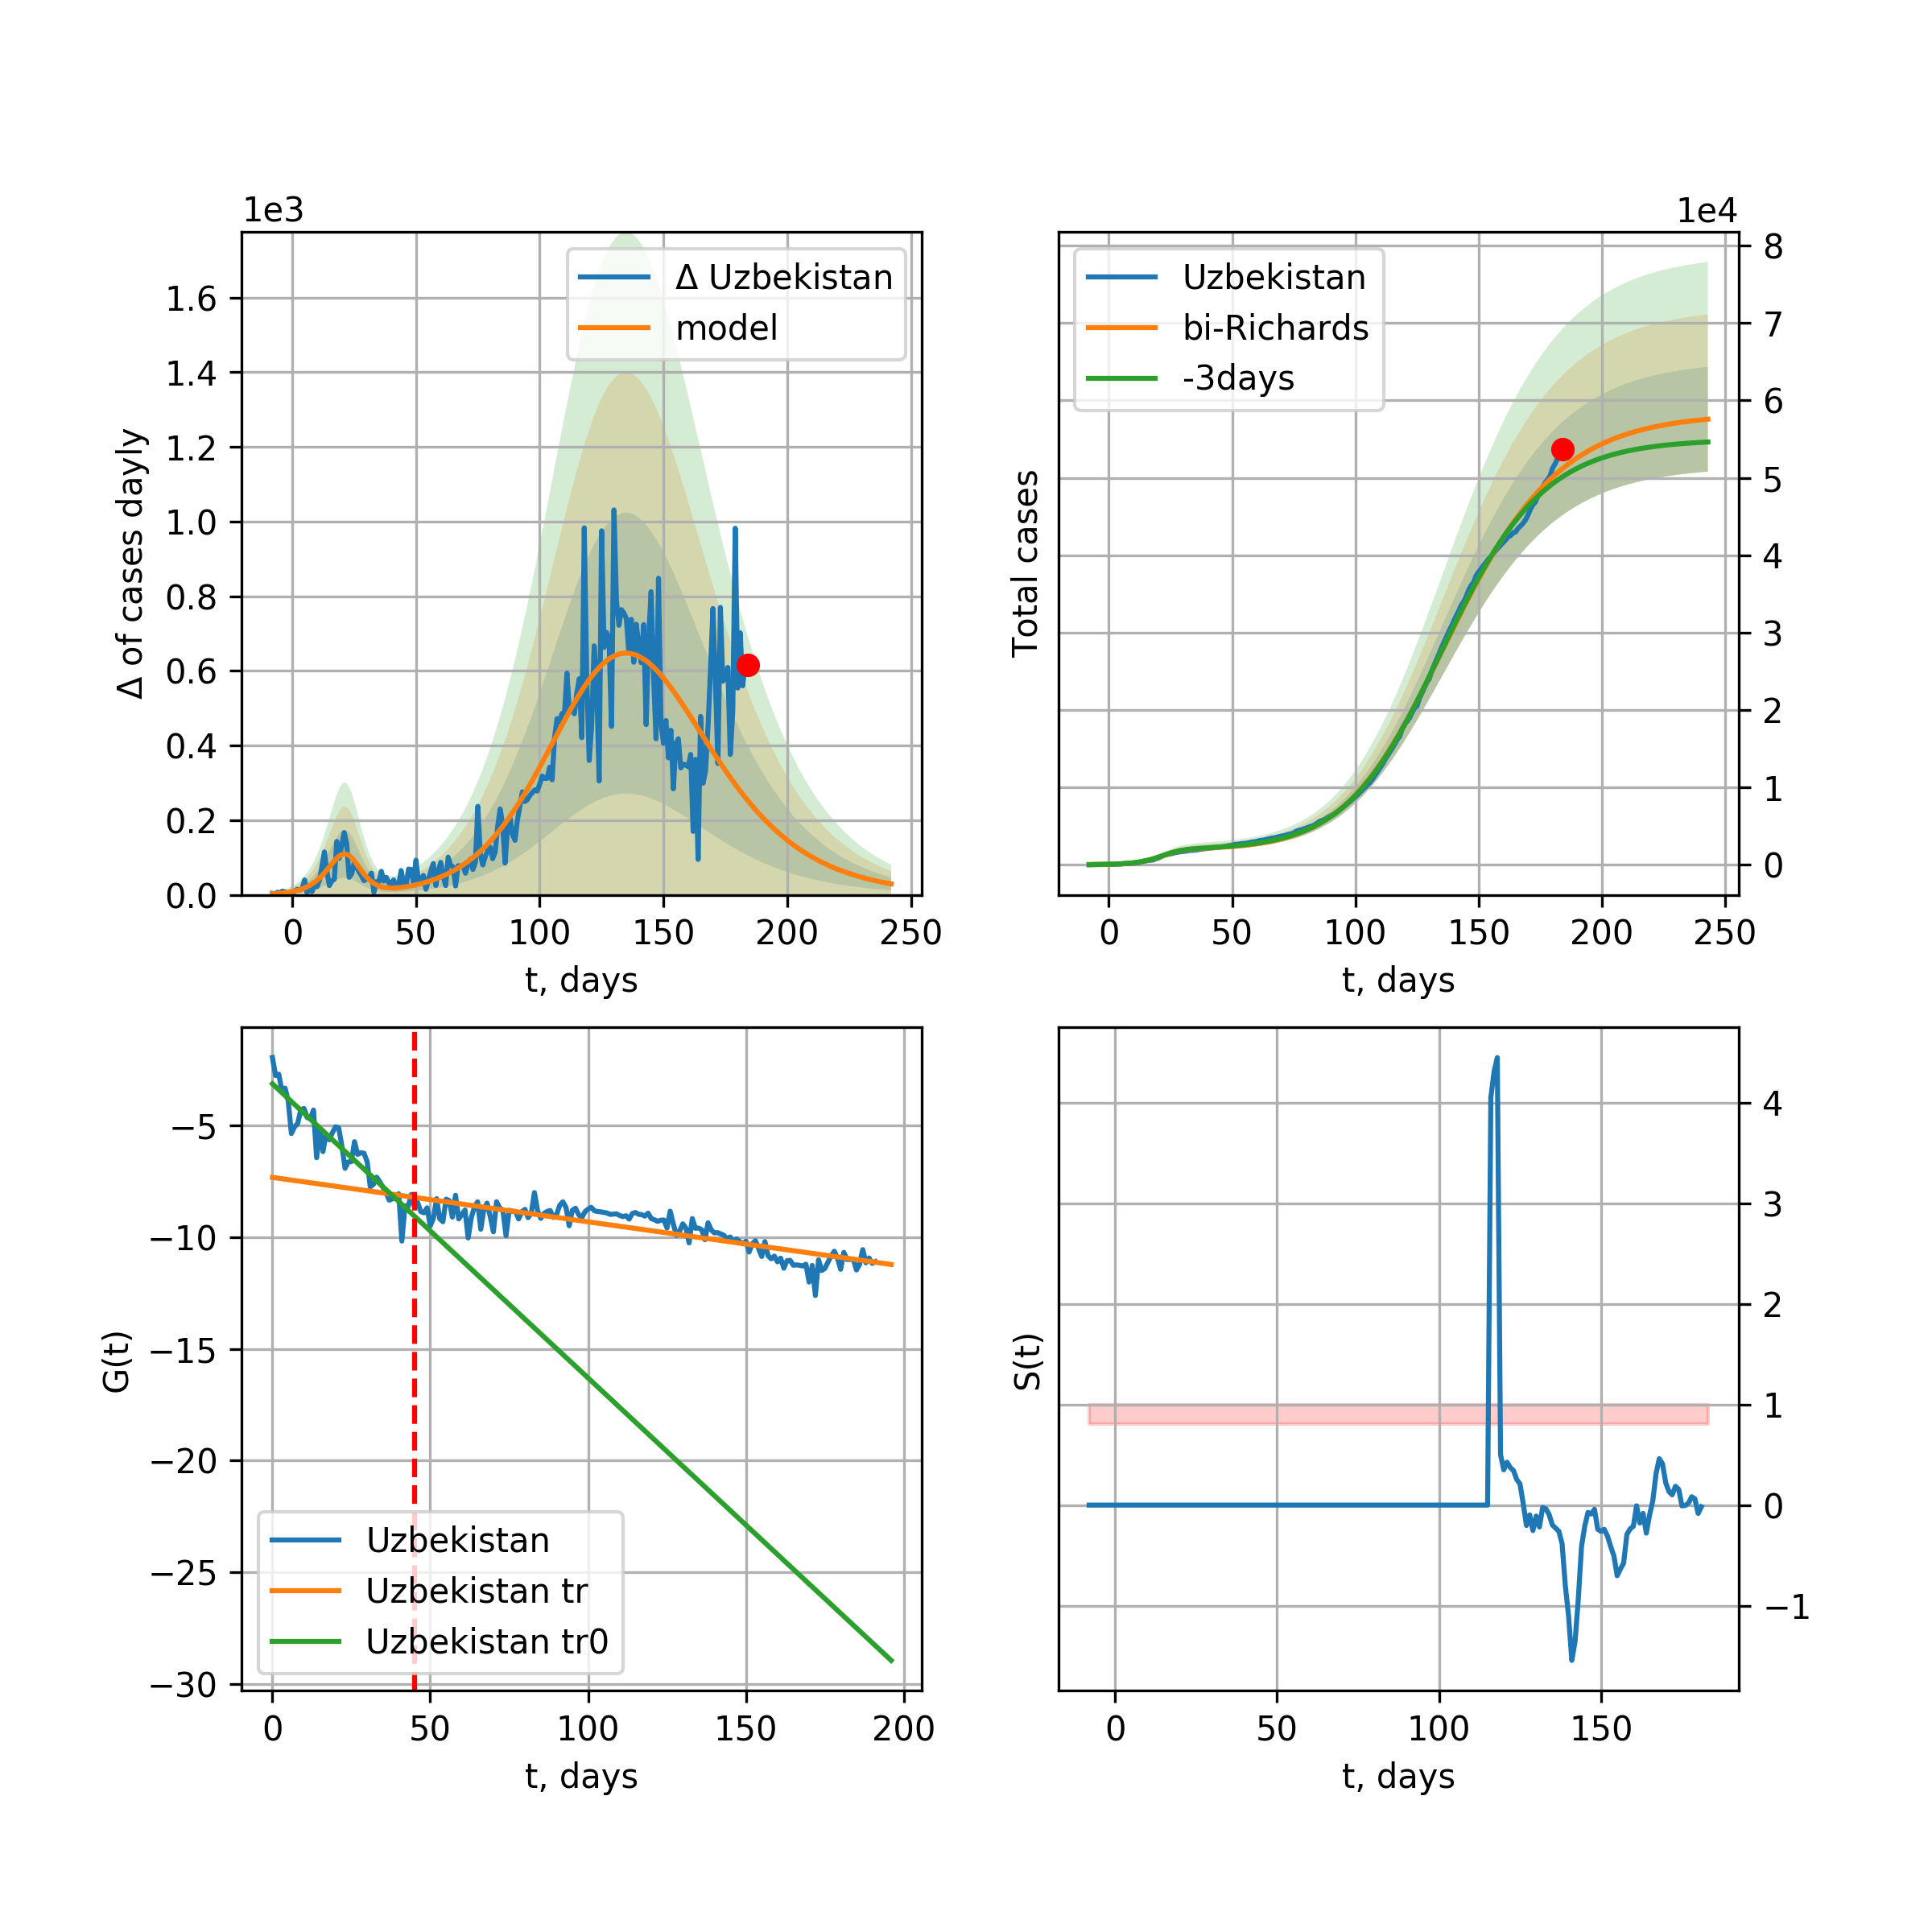 1e3
Δ of cases dayly
1.6
1.4
1.2
1.0
0.8
0.6
0.4
0.2
0.0
Δ Uzbekistan
model
0 50 100 150 200 250
t, days
1e4
Total cases
Uzbekistan
bi-Richards
-3days
8
7
6
5
4
3
2
1
0
0 50 100 150 200 250
t, days
G(t)
−5
−10
−15
−20
−25
−30
Uzbekistan
Uzbekistan tr
Uzbekistan tr0
0 50 100 150 200
t, days
S(t)
4
3
2
1
0
−1
0 50 100 150
t, days